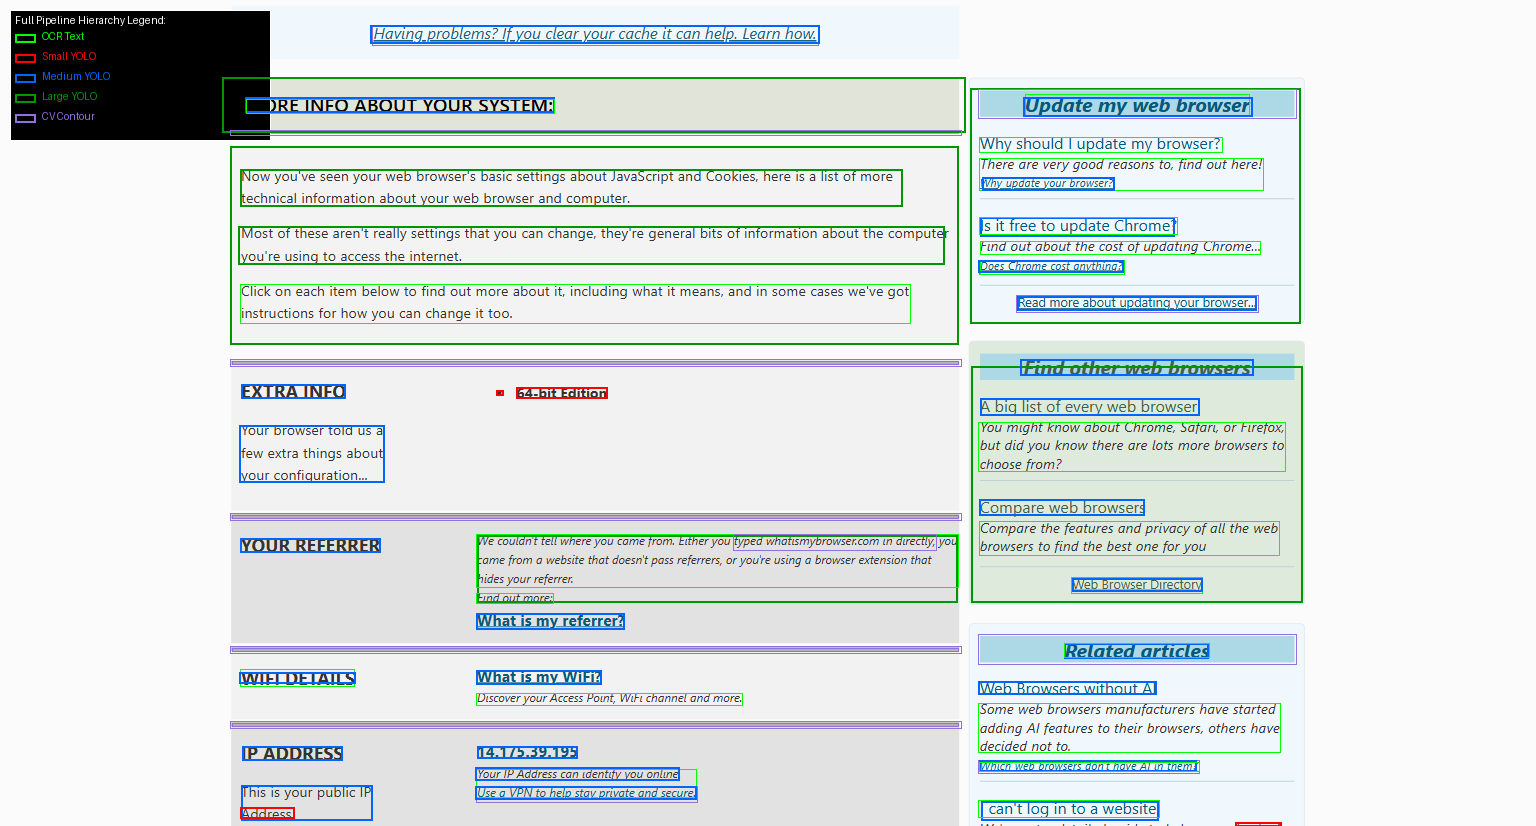 Full Pipeline Hierarchy Legend:
OCR Text
Small YOLO
Medium YOLO
Large YOLO
CV Contour
Having problems? If you clear your cache it can help. Learn how.
ORE INFO ABOUT YOUR SYSTEM:
Now you've seen your web browser's basic settings about JavaScript and Cookies, here is a list of more
technical information about your web browser and computer.
Most of these aren't really settings that you can change, they're general bits of information about the computer
you're using to access the internet.
Click on each item below to find out more about it, including what it means, and in some cases we've got
instructions for how you can change it too.
EXTRA INFO
64-bit Edition
Your browser told us a
few extra things about
your configuration...
YOUR REFERRER
We couldn't tell where you came from. Either you typed whatismybrowser.com in directly, you
came from a website that doesn't pass referrers, or you're using a browser extension that
hides your referrer.
Find out more:
What is my referrer?
WIFI DETAILS
What is my WiFi?
Discover your Access Point, WiFi channel and more.
IP ADDRESS
14.175.39.195
Your IP Address can identify you online
Use a VPN to help stay private and secure.
This is your public IP
Address
Update my web browser
Why should I update my browser?
There are very good reasons to, find out here!
Why update your browser?
Is it free to update Chrome?
Find out about the cost of updating Chrome...
Does Chrome cost anything?
Read more about updating your browser...
Find other web browsers
A big list of every web browser
You might know about Chrome, Safari, or Firefox,
but did you know there are lots more browsers to
choose from?
Compare web browsers
Compare the features and privacy of all the web
browsers to find the best one for you
Web Browser Directory
Related articles
Web Browsers without AI
Some web browsers manufacturers have started
adding AI features to their browsers, others have
decided not to.
Which web browsers don't have AI in them?
can't log in to a website